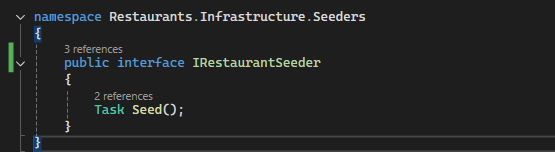 namespace Restaurants.Infrastructure.Seeders
{
3 references
public interface IRestaurantSeeder
{
2 references
Task Seed();
}
}